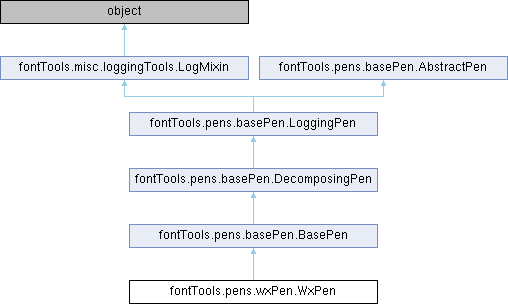 object
fontTools.misc.loggingTools.LogMixin
fontTools.pens.basePen.AbstractPen
fontTools.pens.basePen.LoggingPen
fontTools.pens.basePen.DecomposingPen
fontTools.pens.basePen.BasePen
fontTools.pens.wxPen.WxPen